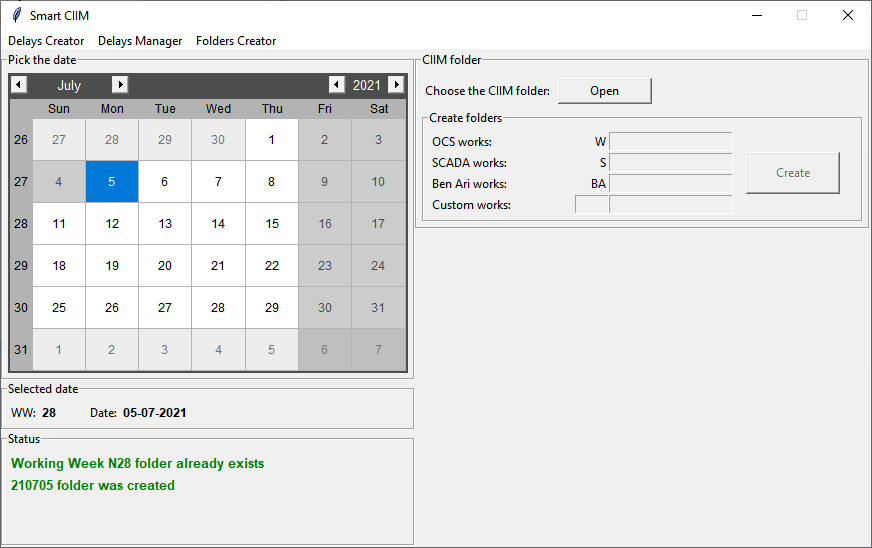 Smart CIIM
Delays Creator Delays Manager Folders Creator
Pick the date
July 2021
Sun Mon Tue Wed Thu Fri Sat
26 27 28 29 30 1 2 3
27 4 5 6 7 8 9 10
28 11 12 13 14 15 16 17
29 18 19 20 21 22 23 24
30 25 26 27 28 29 30 31
31 1 2 3 4 5 6 7
Selected date
WW: 28 Date: 05-07-2021
Status
Working Week N28 folder already exists
210705 folder was created
CIIM folder
Choose the CIIM folder: Open
Create folders
OCS works: W
SCADA works: S
Ben Ari works: BA
Custom works:
Create